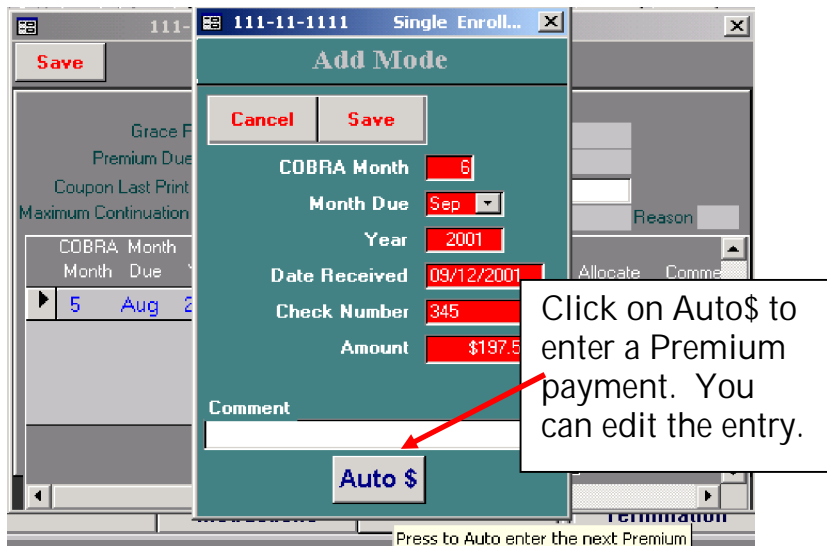 111-
111-11-1111 Single Enroll...
Save
Add Mode
Cancel Save
Grace
Premium Due
Coupon Last Print
Maximum Continuation
Reason
COBRA Month 6
Month Due Sep
Year 2001
Date Received 09/12/2001
Check Number 345
Amount $197.5
COBRA Month
Month Due
Allocate Comme
5 Aug 2
Comment
Auto $
Click on Auto$ to
enter a Premium
payment. You
can edit the entry.
Termination
Press to Auto enter the next Premium